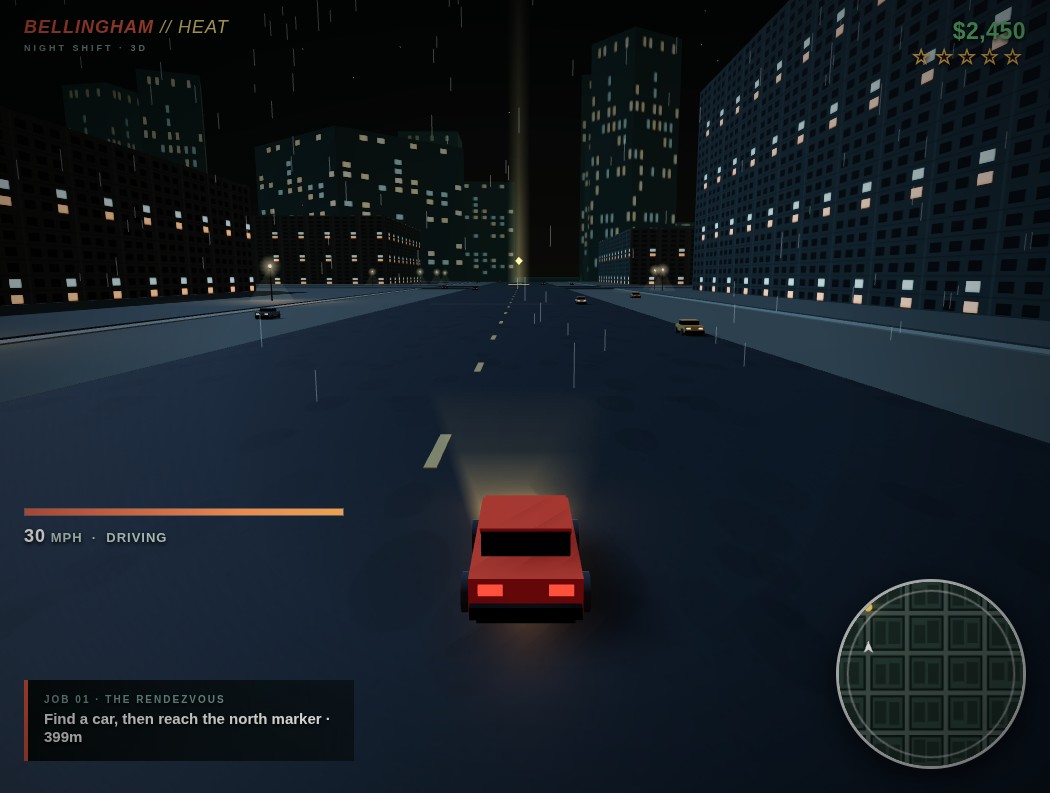 BELLINGHAM // HEAT
NIGHT SHIFT · 3D
$2,450
30 MPH · DRIVING
JOB 01 · THE RENDEZVOUS
Find a car, then reach the north marker ·
399m